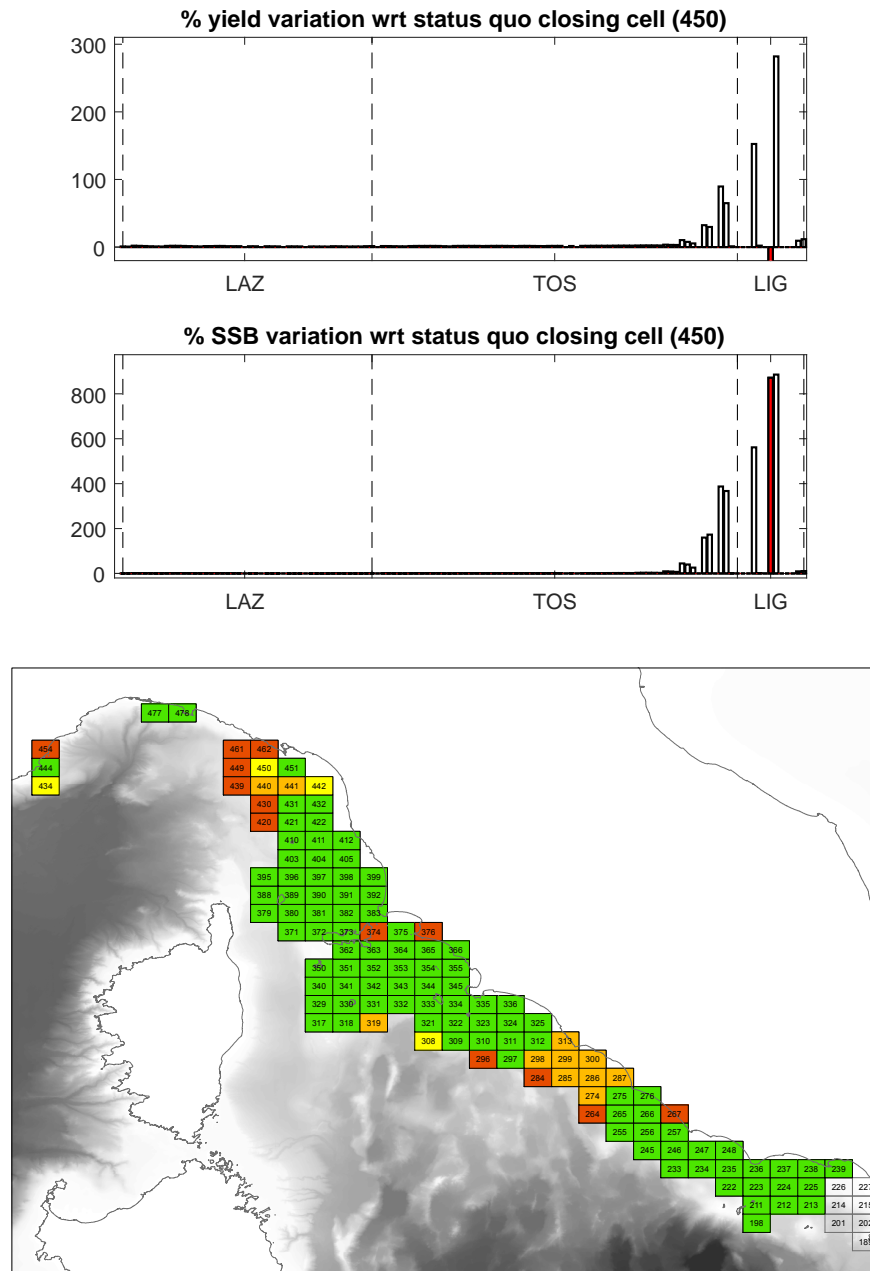 % yield variation wrt status quo closing cell (450)
300
200
100
0
LAZ TOS LIG
% SSB variation wrt status quo closing cell (450)
800
600
400
200
0
LAZ TOS LIG
477 478
454 461 462
444 449 450 451
434 439 440 441 442
430 431 432
420 421 422
410 411 412
403 404 405
395 396 397 398 399
388 389 390 391 392
379 380 381 382 383
371 372 373 374 375 376
362 363 364 365 366
350 351 352 353 354 355
340 341 342 343 344 345
329 330 331 332 333 334 335 336
317 318 319 321 322 323 324 325
308 309 310 311 312 313
296 297 298 299 300
284 285 286 287
274 275 276
264 265 266 267
255 256 257
245 246 247 248
233 234 235 236 237 238 239
222 223 224 225 226 227
211 212 213 214 215
198 201 202
189